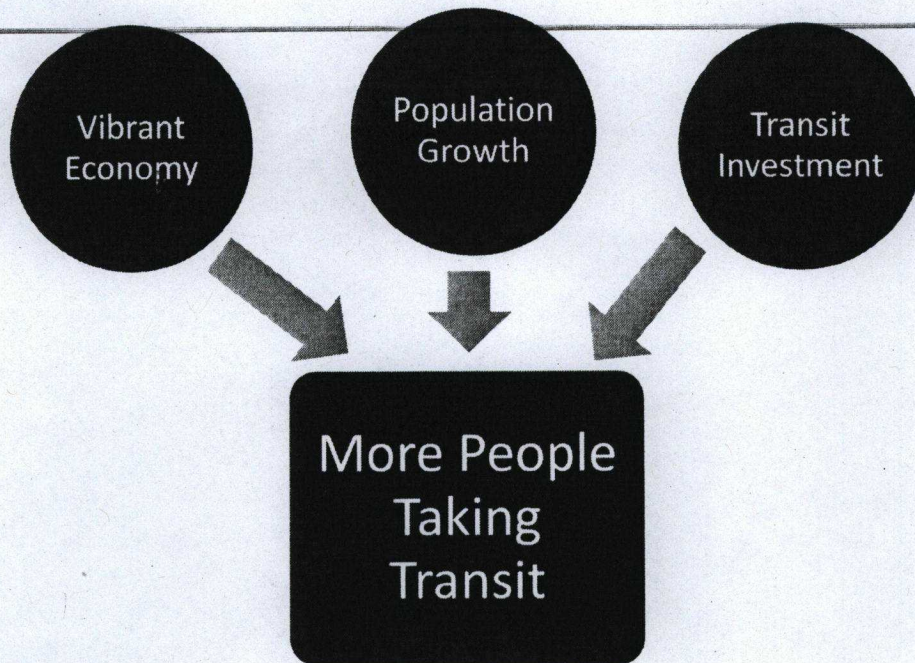 Vibrant
Economy
Population
Growth
Transit
Investment
More People
Taking
Transit